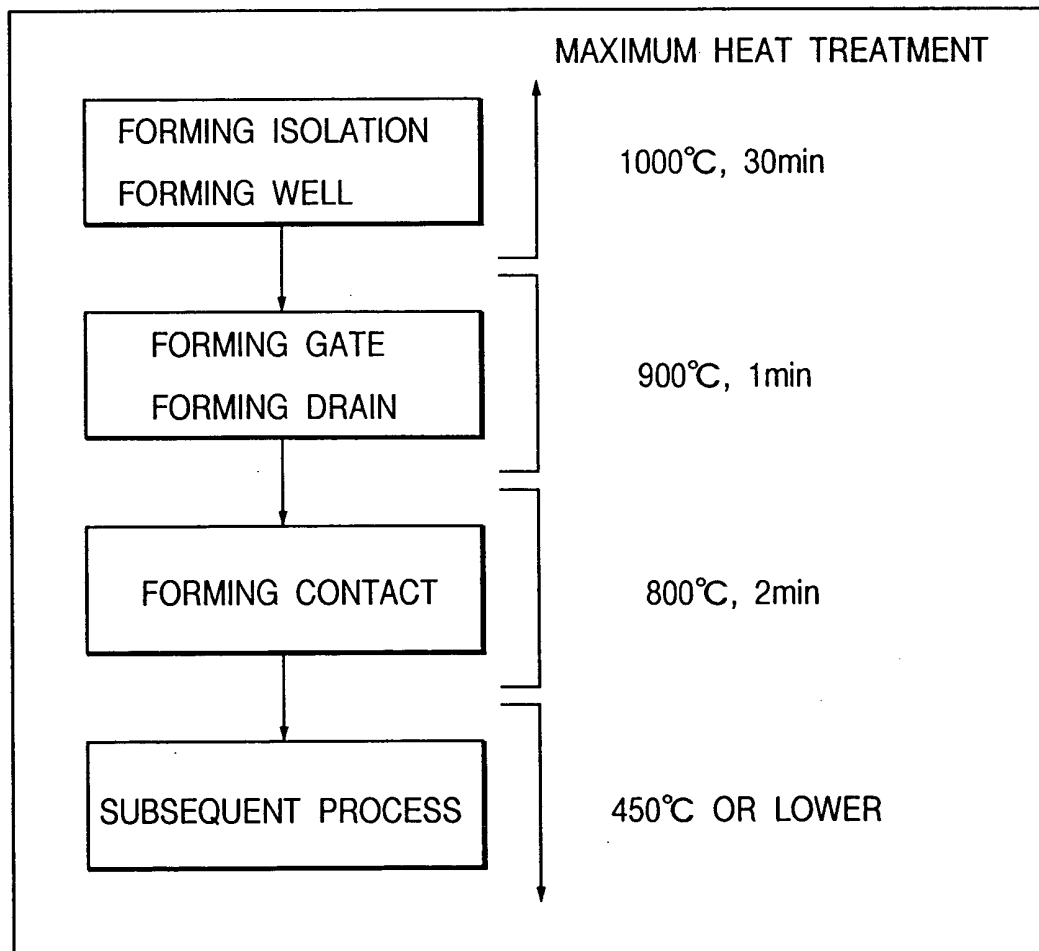 MAXIMUM HEAT TREATMENT
FORMING ISOLATION
FORMING WELL
1000℃, 30min
FORMING GATE
FORMING DRAIN
900℃, 1min
FORMING CONTACT
800℃, 2min
SUBSEQUENT PROCESS
450℃ OR LOWER